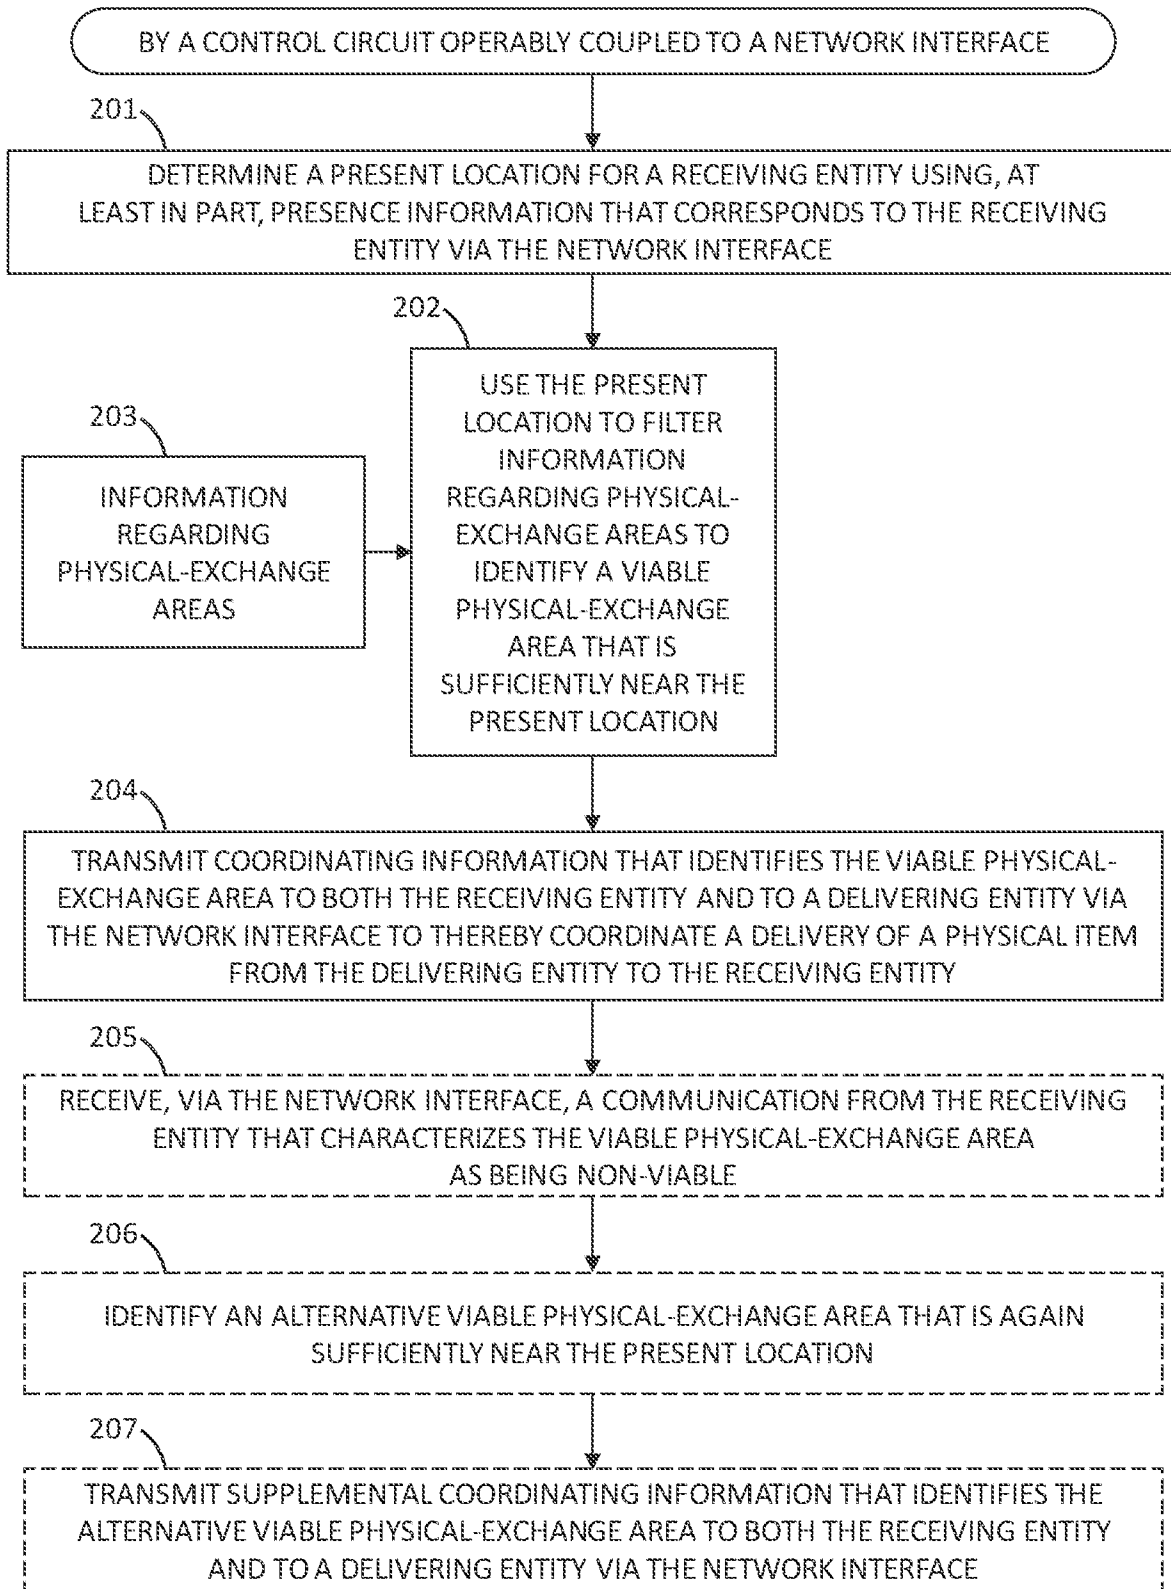 BY A CONTROL CIRCUIT OPERABLY COUPLED TO A NETWORK INTERFACE
201
DETERMINE A PRESENT LOCATION FOR A RECEIVING ENTITY USING, AT
LEAST IN PART, PRESENCE INFORMATION THAT CORRESPONDS TO THE RECEIVING
ENTITY VIA THE NETWORK INTERFACE
202
USE THE PRESENT
LOCATION TO FILTER
INFORMATION
REGARDING PHYSICAL-
EXCHANGE AREAS TO
IDENTIFY A VIABLE
PHYSICAL-EXCHANGE
AREA THAT IS
SUFFICIENTLY NEAR THE
PRESENT LOCATION
203
INFORMATION
REGARDING
PHYSICAL-EXCHANGE
AREAS
204
TRANSMIT COORDINATING INFORMATION THAT IDENTIFIES THE VIABLE PHYSICAL-
EXCHANGE AREA TO BOTH THE RECEIVING ENTITY AND TO A DELIVERING ENTITY VIA
THE NETWORK INTERFACE TO THEREBY COORDINATE A DELIVERY OF A PHYSICAL ITEM
FROM THE DELIVERING ENTITY TO THE RECEIVING ENTITY
205
RECEIVE, VIA THE NETWORK INTERFACE, A COMMUNICATION FROM THE RECEIVING
ENTITY THAT CHARACTERIZES THE VIABLE PHYSICAL-EXCHANGE AREA
AS BEING NON-VIABLE
206
IDENTIFY AN ALTERNATIVE VIABLE PHYSICAL-EXCHANGE AREA THAT IS AGAIN
SUFFICIENTLY NEAR THE PRESENT LOCATION
207
TRANSMIT SUPPLEMENTAL COORDINATING INFORMATION THAT IDENTIFIES THE
ALTERNATIVE VIABLE PHYSICAL-EXCHANGE AREA TO BOTH THE RECEIVING ENTITY
AND TO A DELIVERING ENTITY VIA THE NETWORK INTERFACE